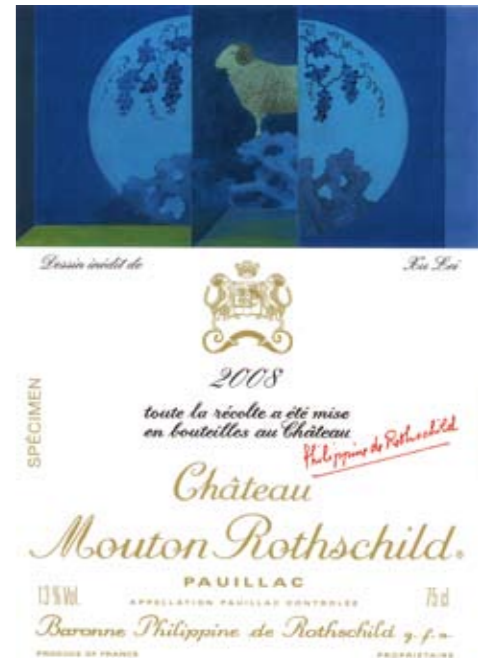 Dessin inédit de Xu Lei
2008
SPÉCIMEN
toute la récolte a été mise
en bouteilles au Château
Philippine de Rothschild
Château
Mouton Rothschild®
PAUILLAC
13 % Vol. APPELLATION PAUILLAC CONTROLÉE 75 cl
Baronne Philippine de Rothschild g.f.a.
PRODUCE OF FRANCE PROPRIÉTAIRE